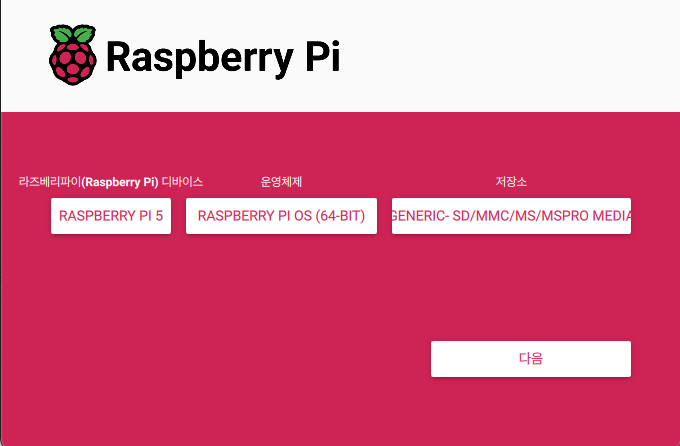 Raspberry Pi
라즈베리파이(Raspberry Pi) 디바이스
운영체제
저장소
RASPBERRY PI 5
RASPBERRY PI OS (64-BIT)
GENERIC- SD/MMC/MS/MSPRO MEDIA
다음